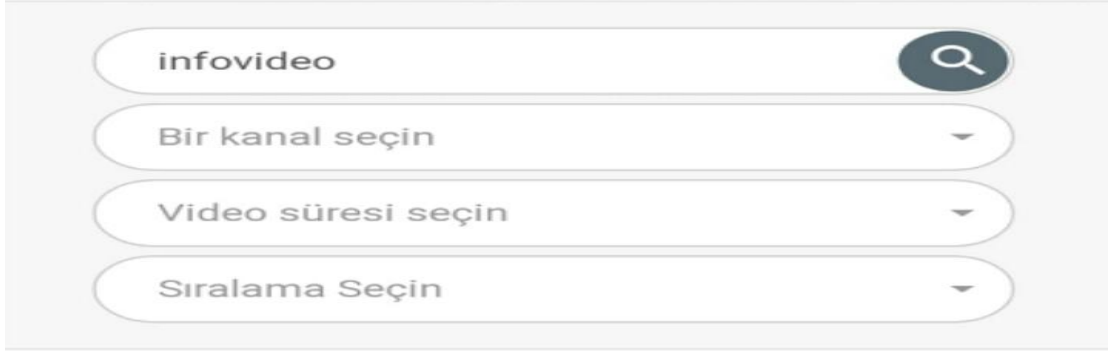 infovideo
Bir kanal seçin
Video süresi seçin
Sıralama Seçin